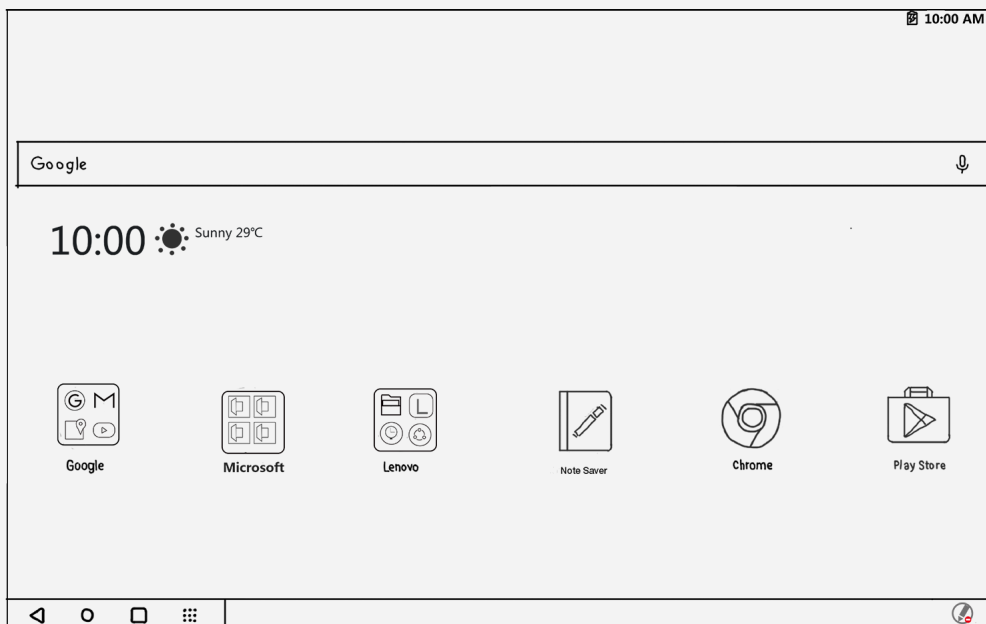 10:00 AM
Google
10:00 Sunny 29℃
Google
Microsoft
Lenovo
Note Saver
Chrome
Play Store